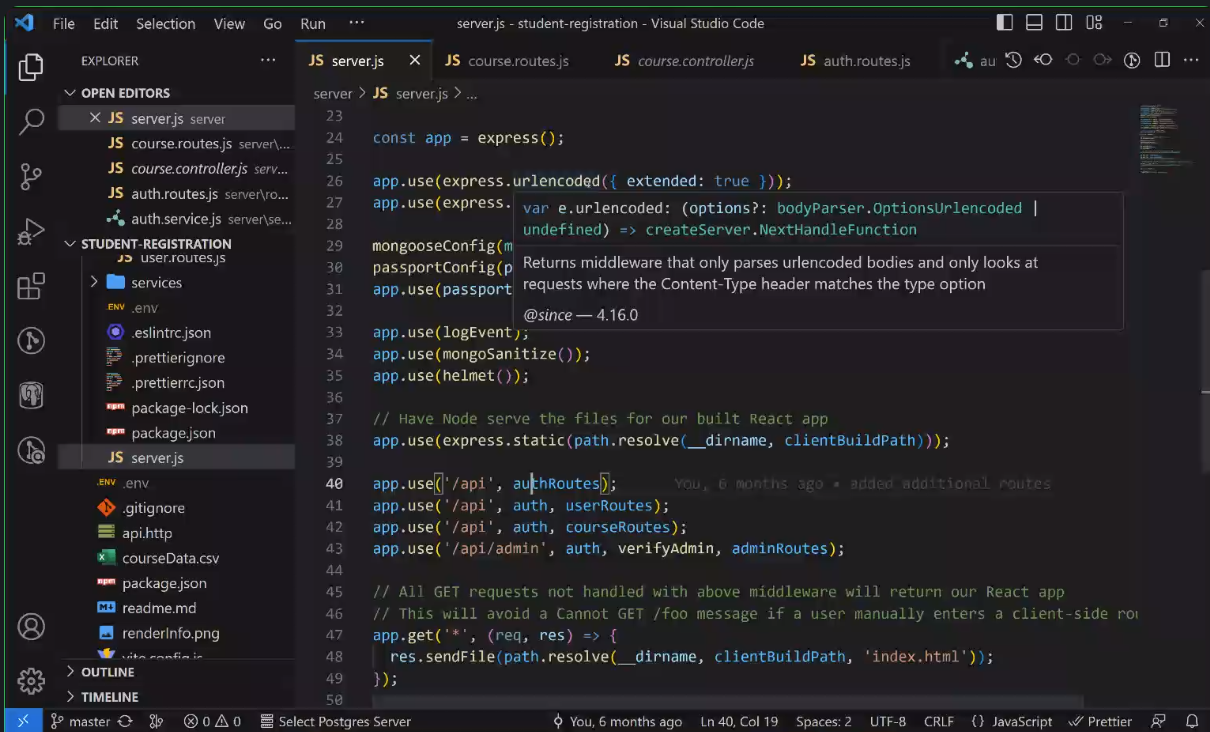 File Edit Selection View Go Run ··· server.js - student-registration - Visual Studio Code
EXPLORER ···
OPEN EDITORS
JS server.js server
JS course.routes.js server\...
JS course.controller.js serv...
JS auth.routes.js server\ro...
auth.service.js server\se...
STUDENT-REGISTRATION
JS user.routes.js
services
.ENV .env
.eslintrc.json
.prettierignore
.prettierrc.json
npm package-lock.json
npm package.json
JS server.js
.ENV .env
.gitignore
api.http
courseData.csv
npm package.json
readme.md
renderInfo.png
vite.config.js
OUTLINE
TIMELINE
JS server.js JS course.routes.js JS course.controller.js JS auth.routes.js au
server > JS server.js > ...
23
24 const app = express();
25
26 app.use(express.urlencoded({ extended: true }));
27 app.use(express.
var e.urlencoded: (options?: bodyParser.OptionsUrlencoded |
undefined) => createServer.NextHandleFunction
Returns middleware that only parses urlencoded bodies and only looks at
requests where the Content-Type header matches the type option
@since — 4.16.0
28
29 mongooseConfig(m
30 passportConfig(p
31 app.use(passport
32
33 app.use(logEvent);
34 app.use(mongoSanitize());
35 app.use(helmet());
36
37 // Have Node serve the files for our built React app
38 app.use(express.static(path.resolve(__dirname, clientBuildPath)));
39
40 app.use('/api', authRoutes); You, 6 months ago • added additional routes
41 app.use('/api', auth, userRoutes);
42 app.use('/api', auth, courseRoutes);
43 app.use('/api/admin', auth, verifyAdmin, adminRoutes);
44
45 // All GET requests not handled with above middleware will return our React app
46 // This will avoid a Cannot GET /foo message if a user manually enters a client-side rou
47 app.get('*', (req, res) => {
48 res.sendFile(path.resolve(__dirname, clientBuildPath, 'index.html'));
49 });
50
master 0 0 Select Postgres Server You, 6 months ago Ln 40, Col 19 Spaces: 2 UTF-8 CRLF {} JavaScript Prettier